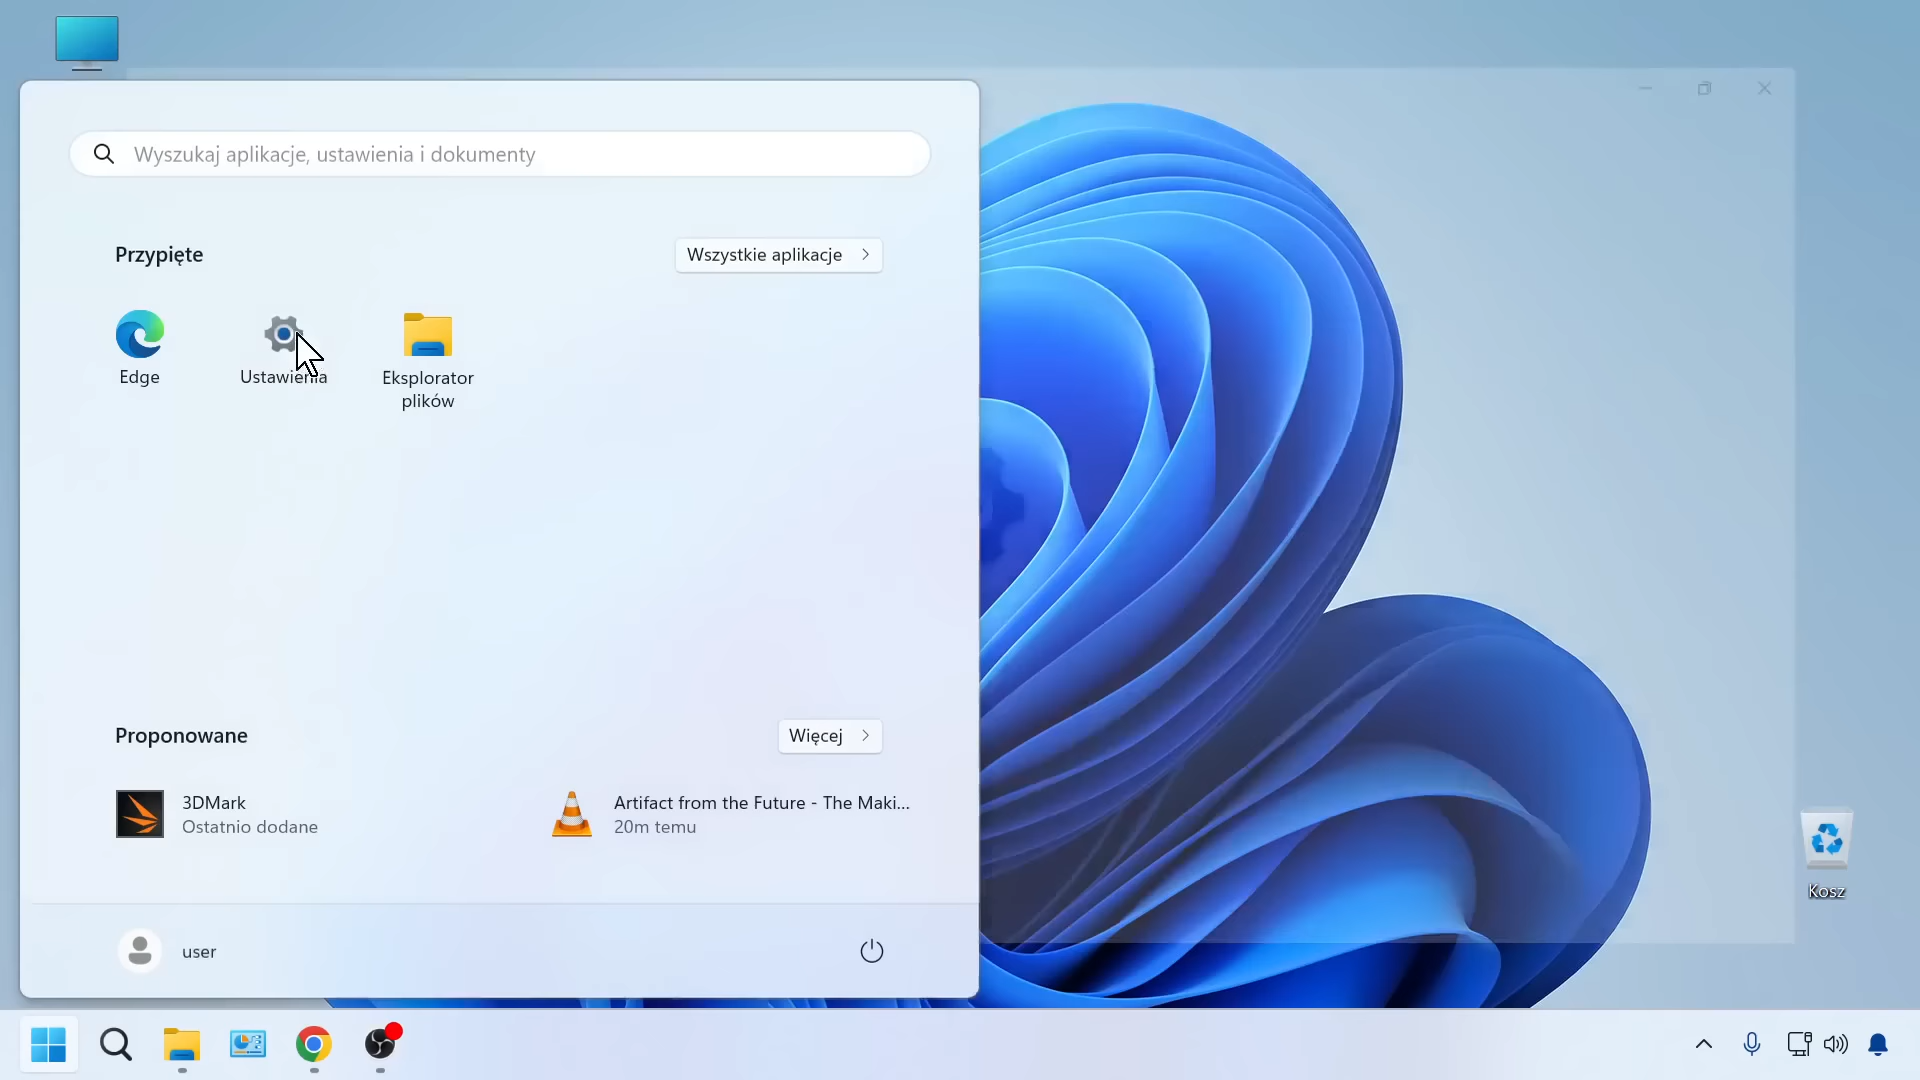 Wyszukaj aplikacje, ustawienia i dokumenty
Przypięte
Wszystkie aplikacje
Edge
Ustawienia
Eksplorator
plików
Proponowane
Więcej
3DMark
Ostatnio dodane
Artifact from the Future - The Maki...
20m temu
user
Kosz